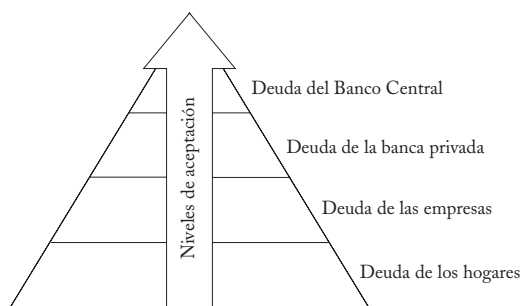 Deuda del Banco Central
Deuda de la banca privada
Niveles de aceptación
Deuda de las empresas
Deuda de los hogares